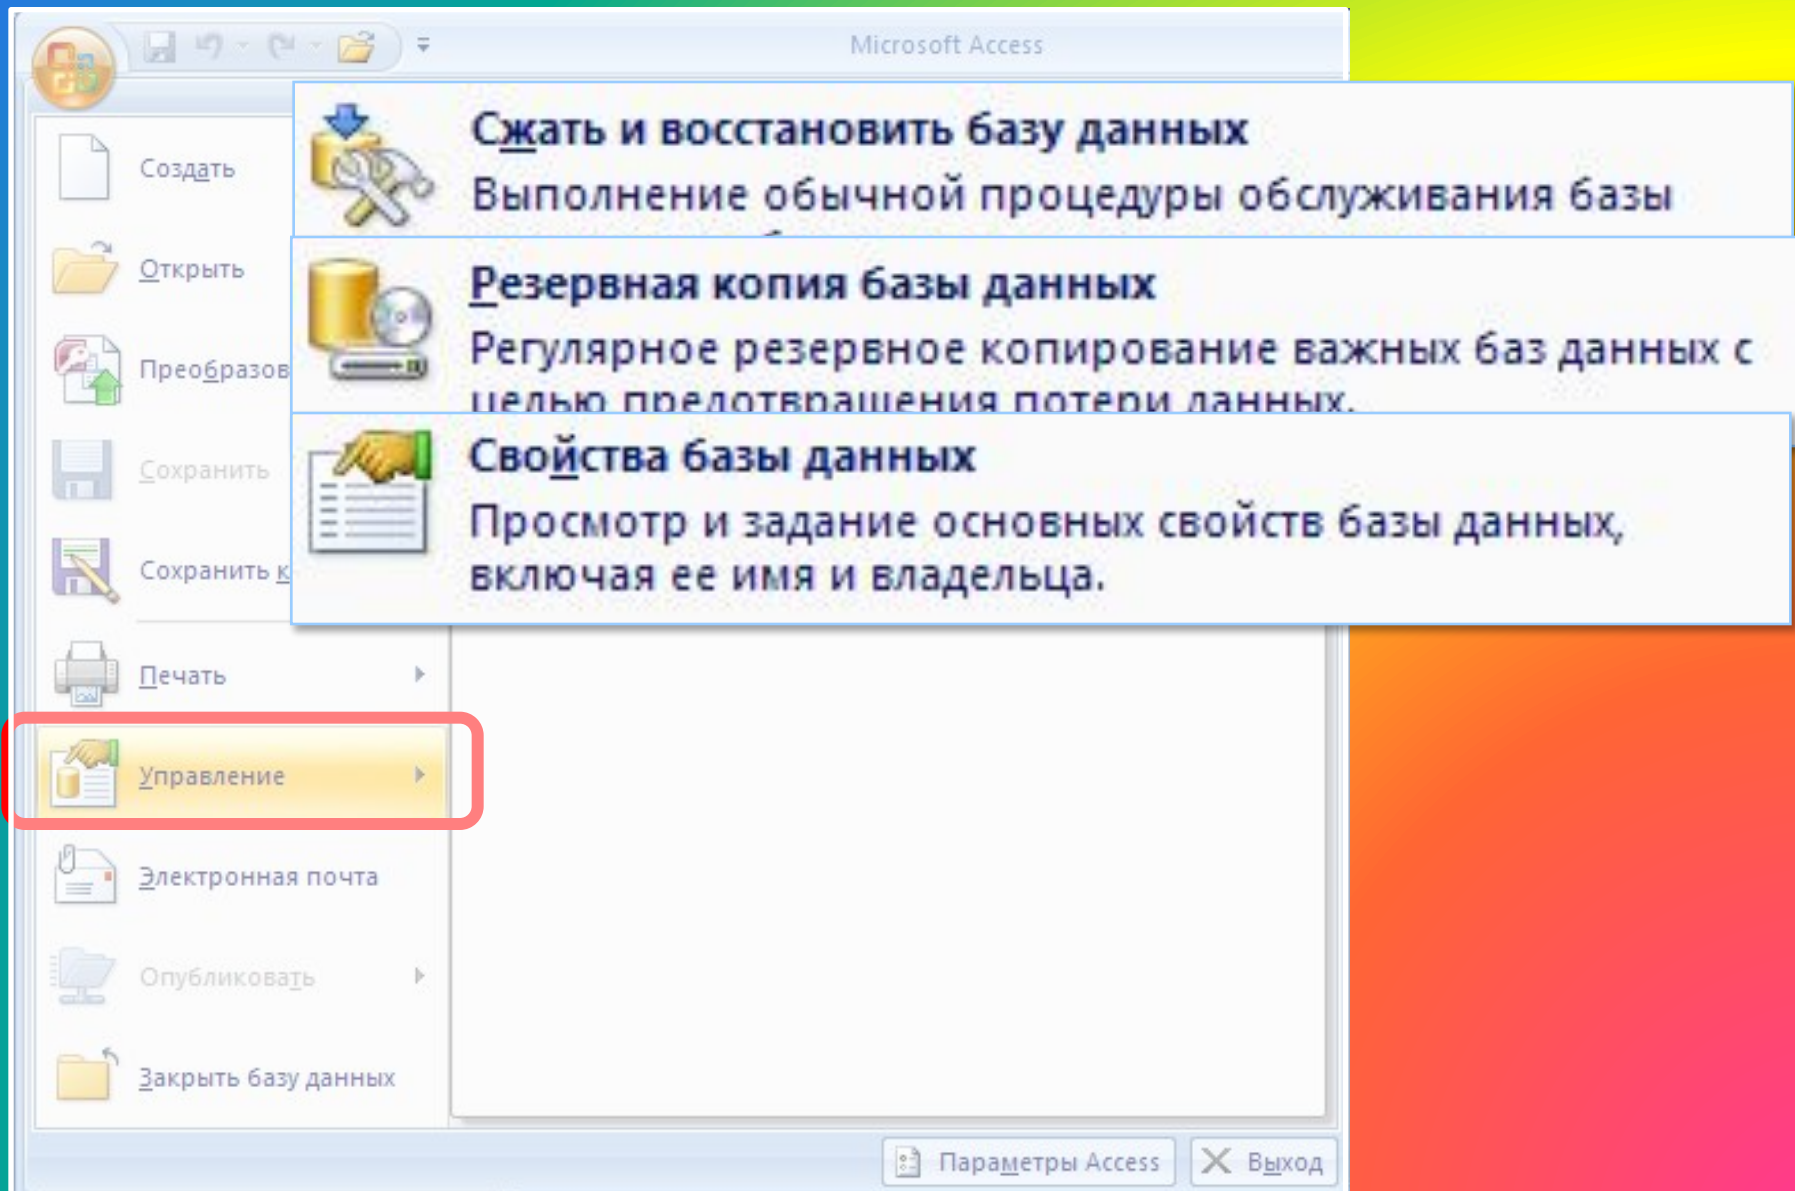 Microsoft Access
Создать
Открыть
Преобразов
Сохранить
Сохранить к
Печать
Управление
Электронная почта
Опубликовать
Закрыть базу данных
Сжать и восстановить базу данных
Выполнение обычной процедуры обслуживания базы
Резервная копия базы данных
Регулярное резервное копирование важных баз данных с
целью предотвращения потери данных.
Свойства базы данных
Просмотр и задание основных свойств базы данных,
включая ее имя и владельца.
Параметры Access
Выход